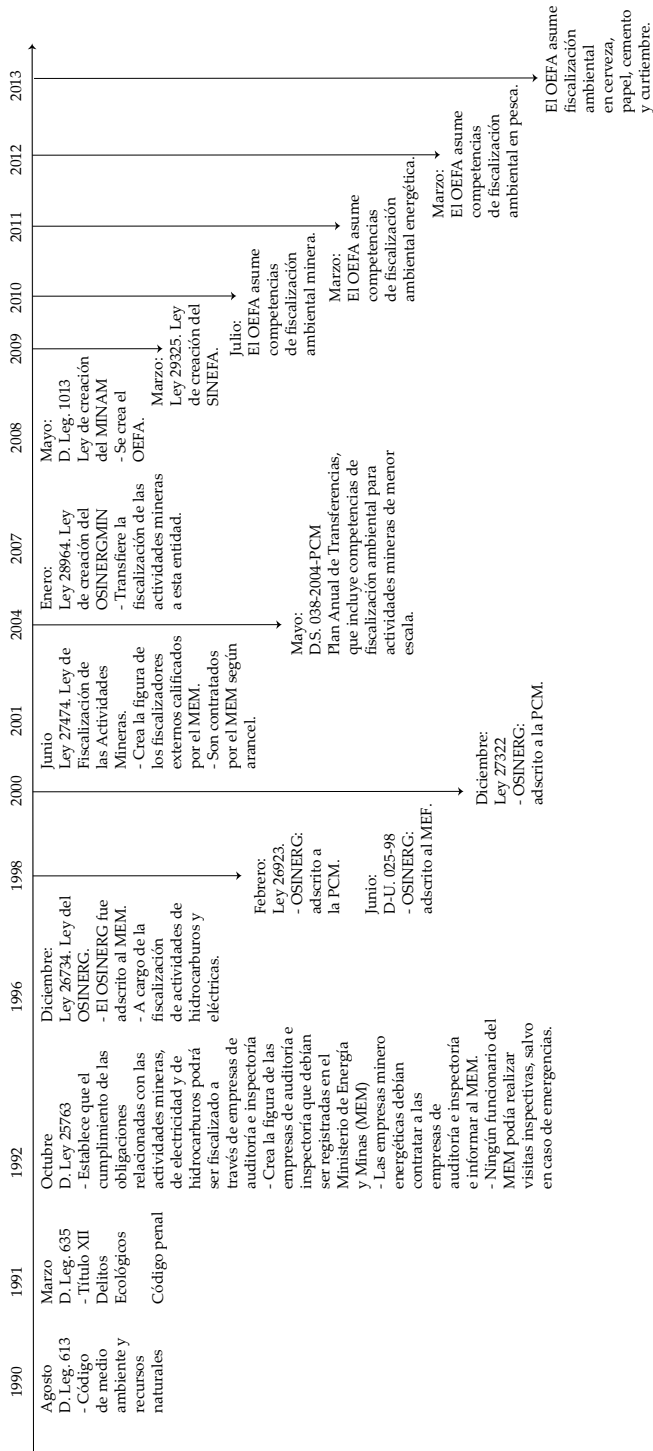 1990
Agosto
D. Leg. 613
- Código
de medio
ambiente y
recursos
naturales
1991
Marzo
D. Leg. 635
- Título XII
Delitos
Ecológicos
Código penal
1992
Octubre
D. Ley 25763
- Establece que el
cumplimiento de las
obligaciones
relacionadas con las
actividades mineras,
de electricidad y de
hidrocarburos podrá
ser fiscalizado a
través de empresas de
auditoría e inspectoría
- Crea la figura de las
empresas de auditoría e
inspectoría que debían
ser registradas en el
Ministerio de Energía
y Minas (MEM)
- Las empresas minero
energéticas debían
contratar a las
empresas de
auditoría e inspectoría
e informar al MEM.
- Ningún funcionario del
MEM podía realizar
visitas inspectivas, salvo
en caso de emergencias.
1996
Diciembre:
Ley 26734. Ley del
OSINERG.
- El OSINERG fue
adscrito al MEM.
- A cargo de la
fiscalización
de actividades de
hidrocarburos y
eléctricas.
1998
Febrero:
Ley 26923.
- OSINERG:
adscrito a
la PCM.
Junio:
D-U. 025-98
- OSINERG:
adscrito al MEF.
2000
Diciembre:
Ley 27322
- OSINERG:
adscrito a la PCM.
2001
Junio
Ley 27474. Ley de
Fiscalización de
las Actividades
Mineras.
- Crea la figura de
los fiscalizadores
externos calificados
por el MEM.
- Son contratados
por el MEM según
arancel.
2004
Mayo:
D.S. 038-2004-PCM
Plan Anual de Transferencias,
que incluye competencias de
fiscalización ambiental para
actividades mineras de menor
escala.
2007
Enero:
Ley 28964. Ley
de creación del
OSINERGMIN
- Transfiere la
fiscalización de las
actividades mineras
a esta entidad.
2008
Mayo:
D. Leg. 1013
Ley de creación
del MINAM
- Se crea el
OEFA.
2009
Marzo:
Ley 29325. Ley
de creación del
SINEFA.
2010
Julio:
El OEFA asume
competencias
de fiscalización
ambiental minera.
2011
Marzo:
El OEFA asume
competencias
de fiscalización
ambiental energética.
2012
Marzo:
El OEFA asume
competencias
de fiscalización
ambiental en pesca.
2013
El OEFA asume
fiscalización
ambiental
en cerveza,
papel, cemento
y curtiembre.